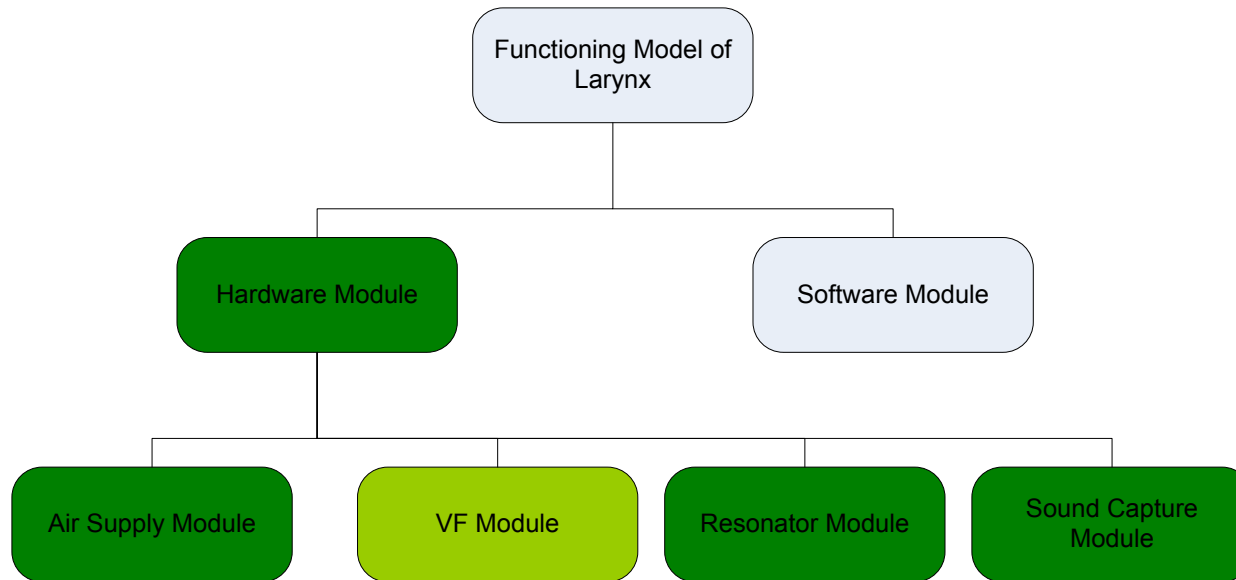 Functioning Model of
Larynx
Hardware Module
Software Module
Air Supply Module
VF Module
Resonator Module
Sound Capture
Module